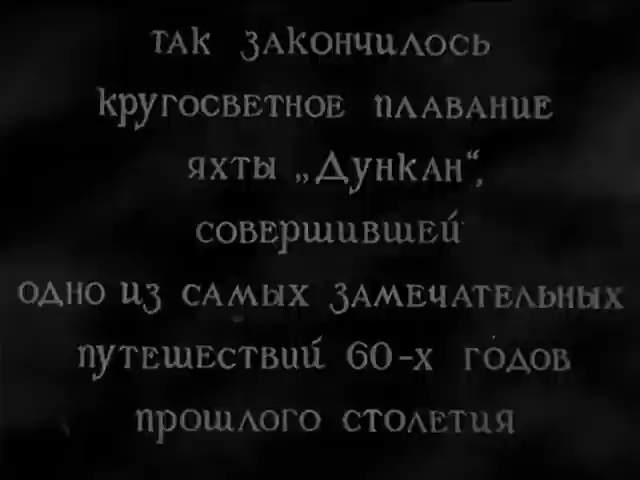 так закончилось
кругосветное плавание
яхты „Дункан“,
совершившей
одно из самых замечательных
путешествий 60-х годов
прошлого столетия